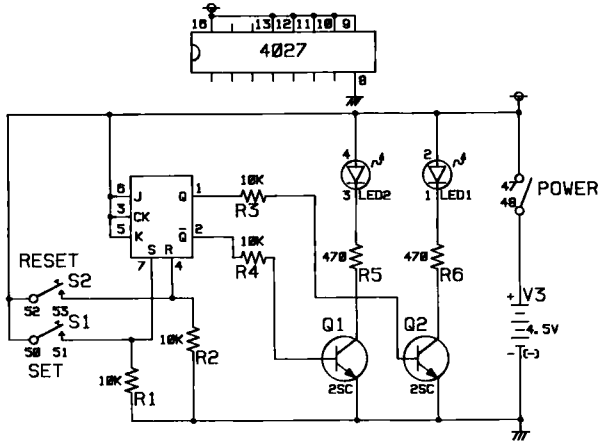 16 13 12 11 10 9
4027
8
4 2
10K
6 J Q 1
3 CK
5 K Q̅ 2
S R
7 4
R3
10K
R4
3 LED2 1 LED1
47
48
POWER
470 R5 470 R6
RESET
S2
52 53
S1
50 51
SET
10K R2
10K R1
Q1 Q2
2SC 2SC
+ V3
4.5V
- (-)